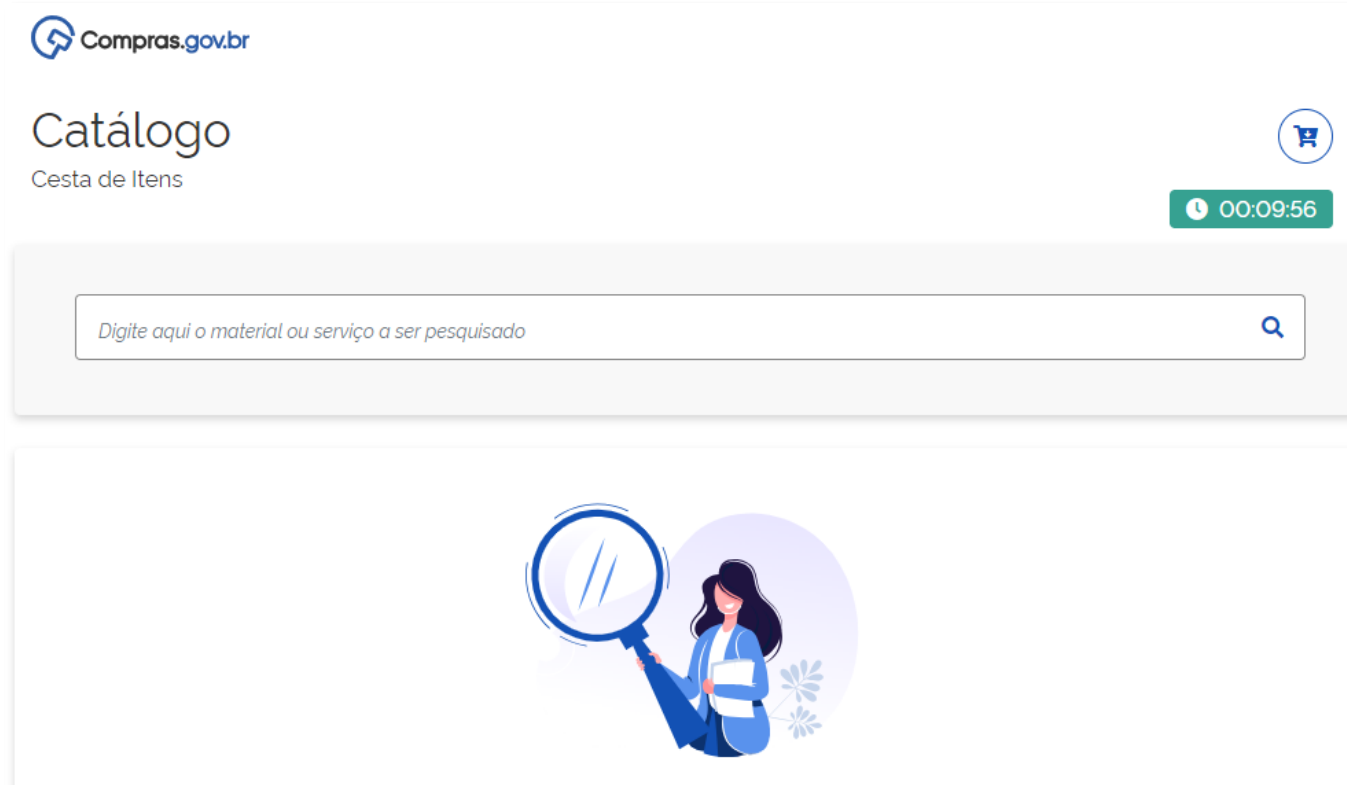 Compras.gov.br
Catálogo
Cesta de Itens
00:09:56
Digite aqui o material ou serviço a ser pesquisado